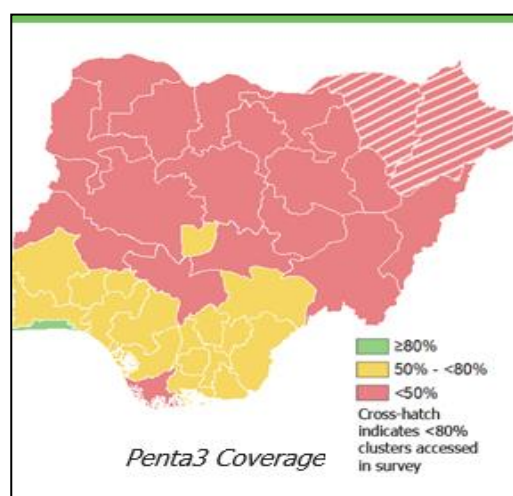 ≥80%
50% - <80%
<50%
Cross-hatch
indicates <80%
clusters accessed
in survey
Penta3 Coverage